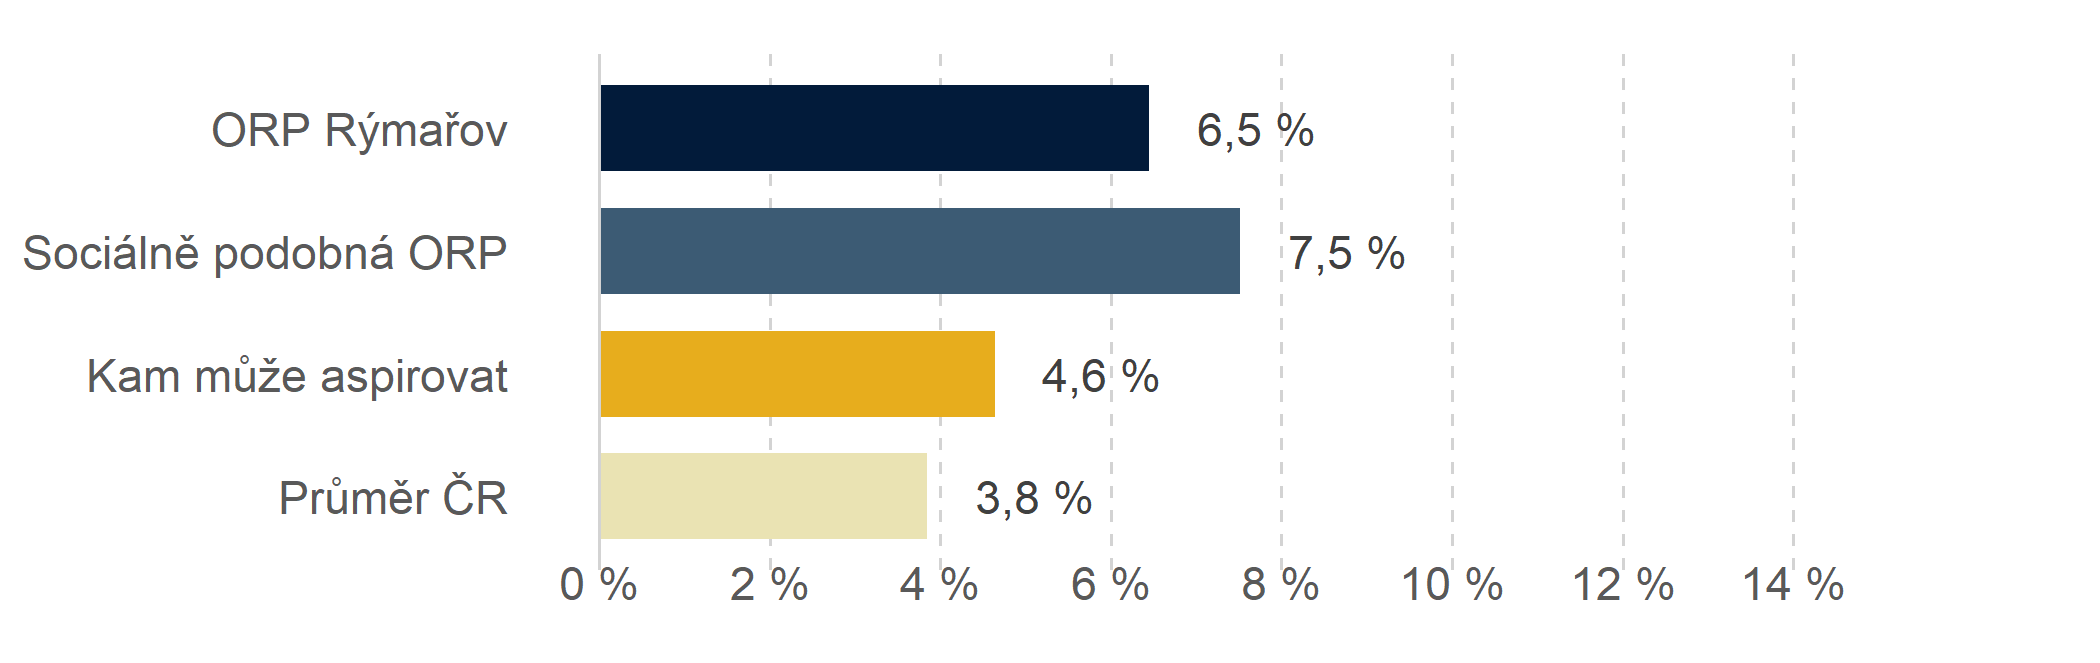 ORP Rýmařov
6,5 %
Sociálně podobná ORP
7,5 %
Kam může aspirovat
4,6 %
Průměr ČR
3,8 %
0 % 2 % 4 % 6 % 8 % 10 % 12 % 14 %